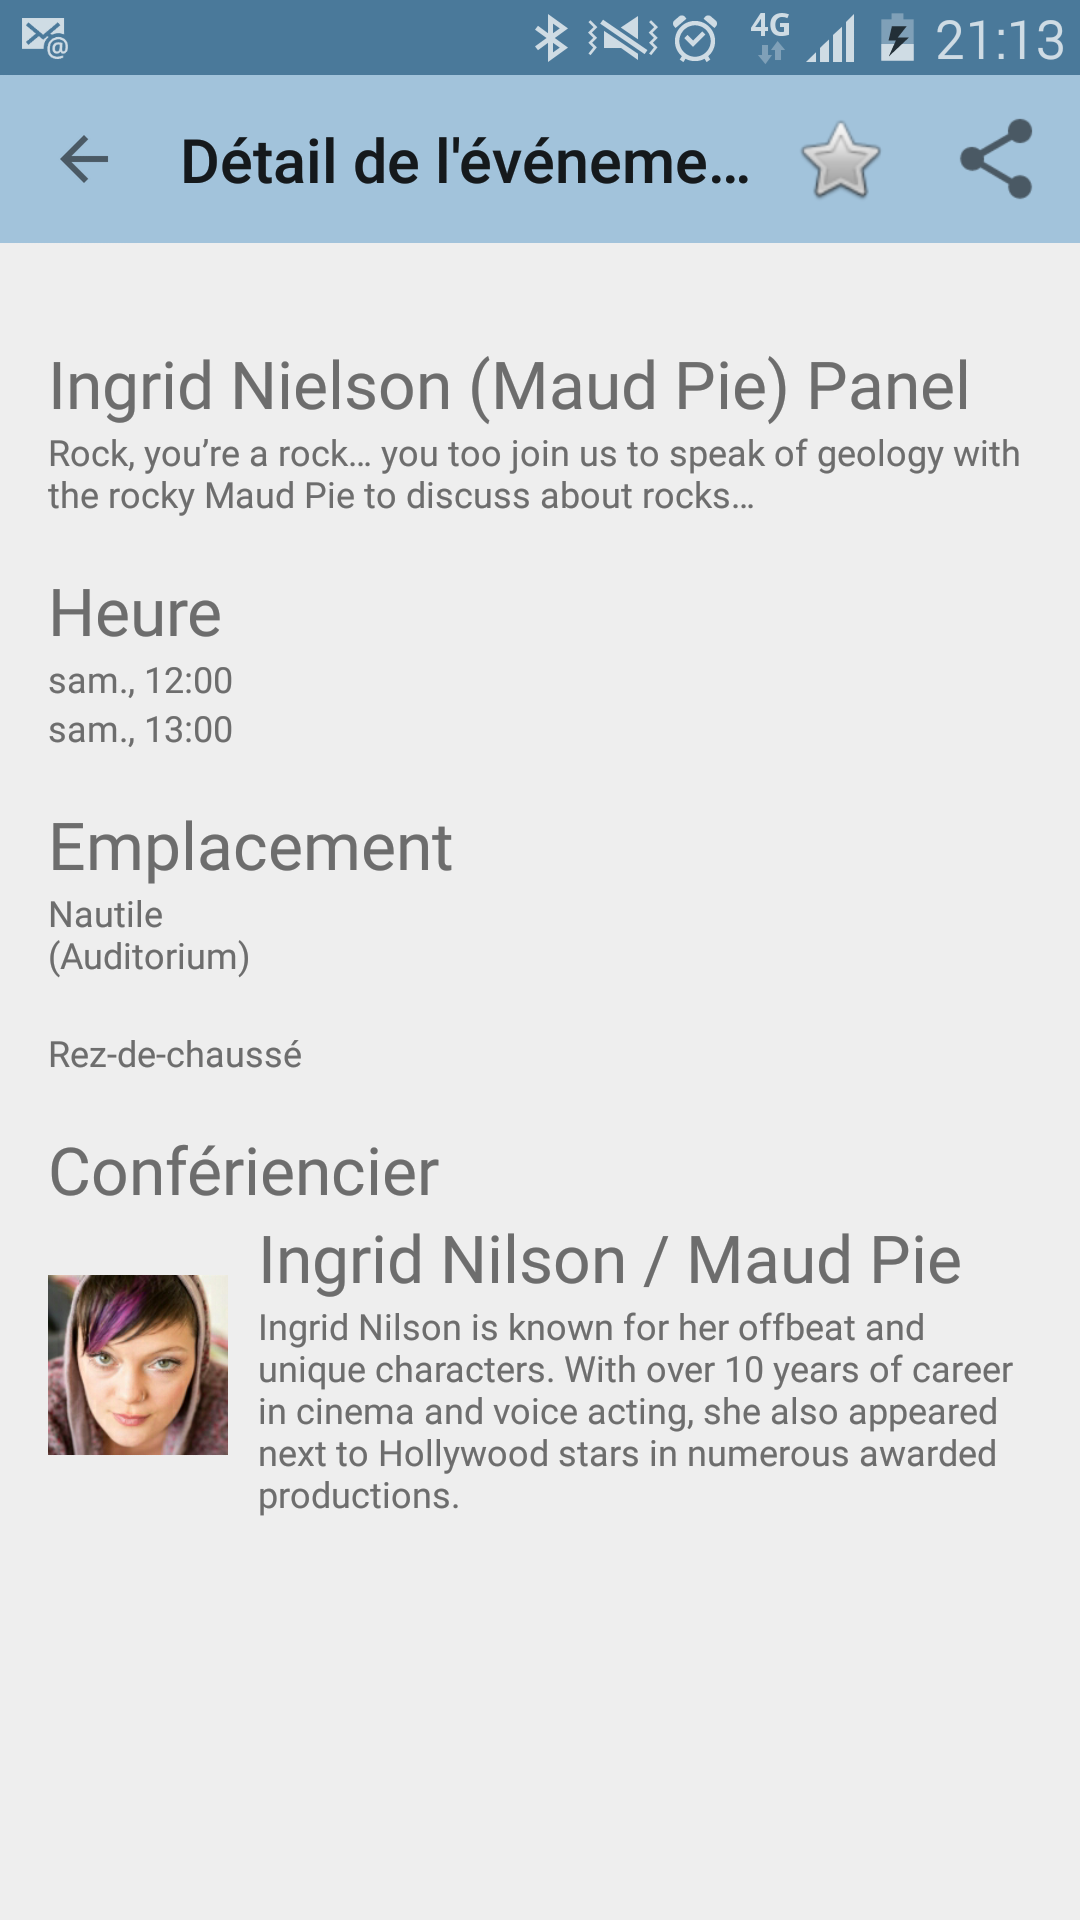 4G 21:13
Détail de l'événeme...
Ingrid Nielson (Maud Pie) Panel
Rock, you’re a rock... you too join us to speak of geology with
the rocky Maud Pie to discuss about rocks...
Heure
sam., 12:00
sam., 13:00
Emplacement
Nautile
(Auditorium)
Rez-de-chaussé
Confériencier
Ingrid Nilson / Maud Pie
Ingrid Nilson is known for her offbeat and
unique characters. With over 10 years of career
in cinema and voice acting, she also appeared
next to Hollywood stars in numerous awarded
productions.